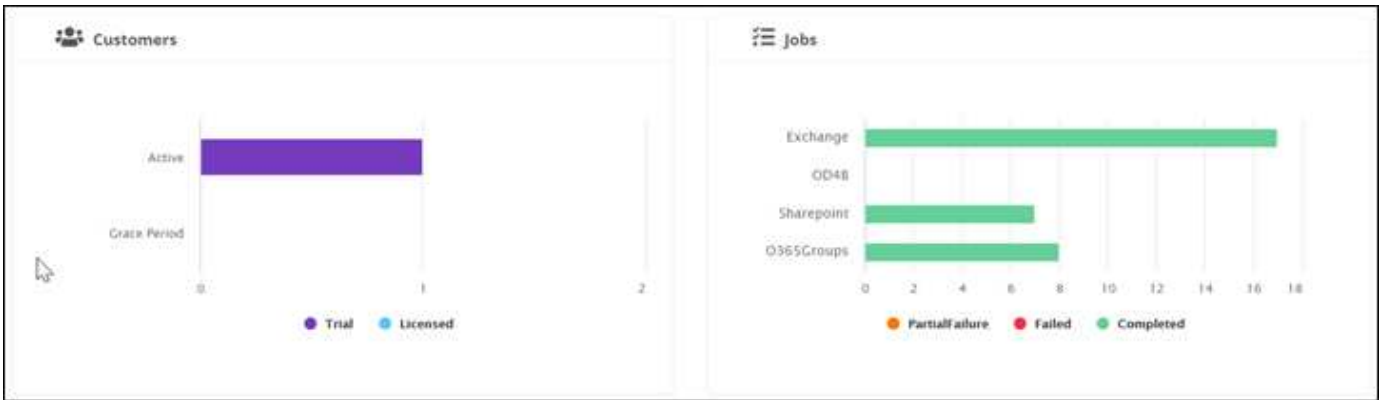 Customers
Active
Grace Period
0 1 2
Trial Licensed
Jobs
Exchange
OD4B
Sharepoint
O365Groups
0 2 4 6 8 10 12 14 16 18
PartialFailure Failed Completed